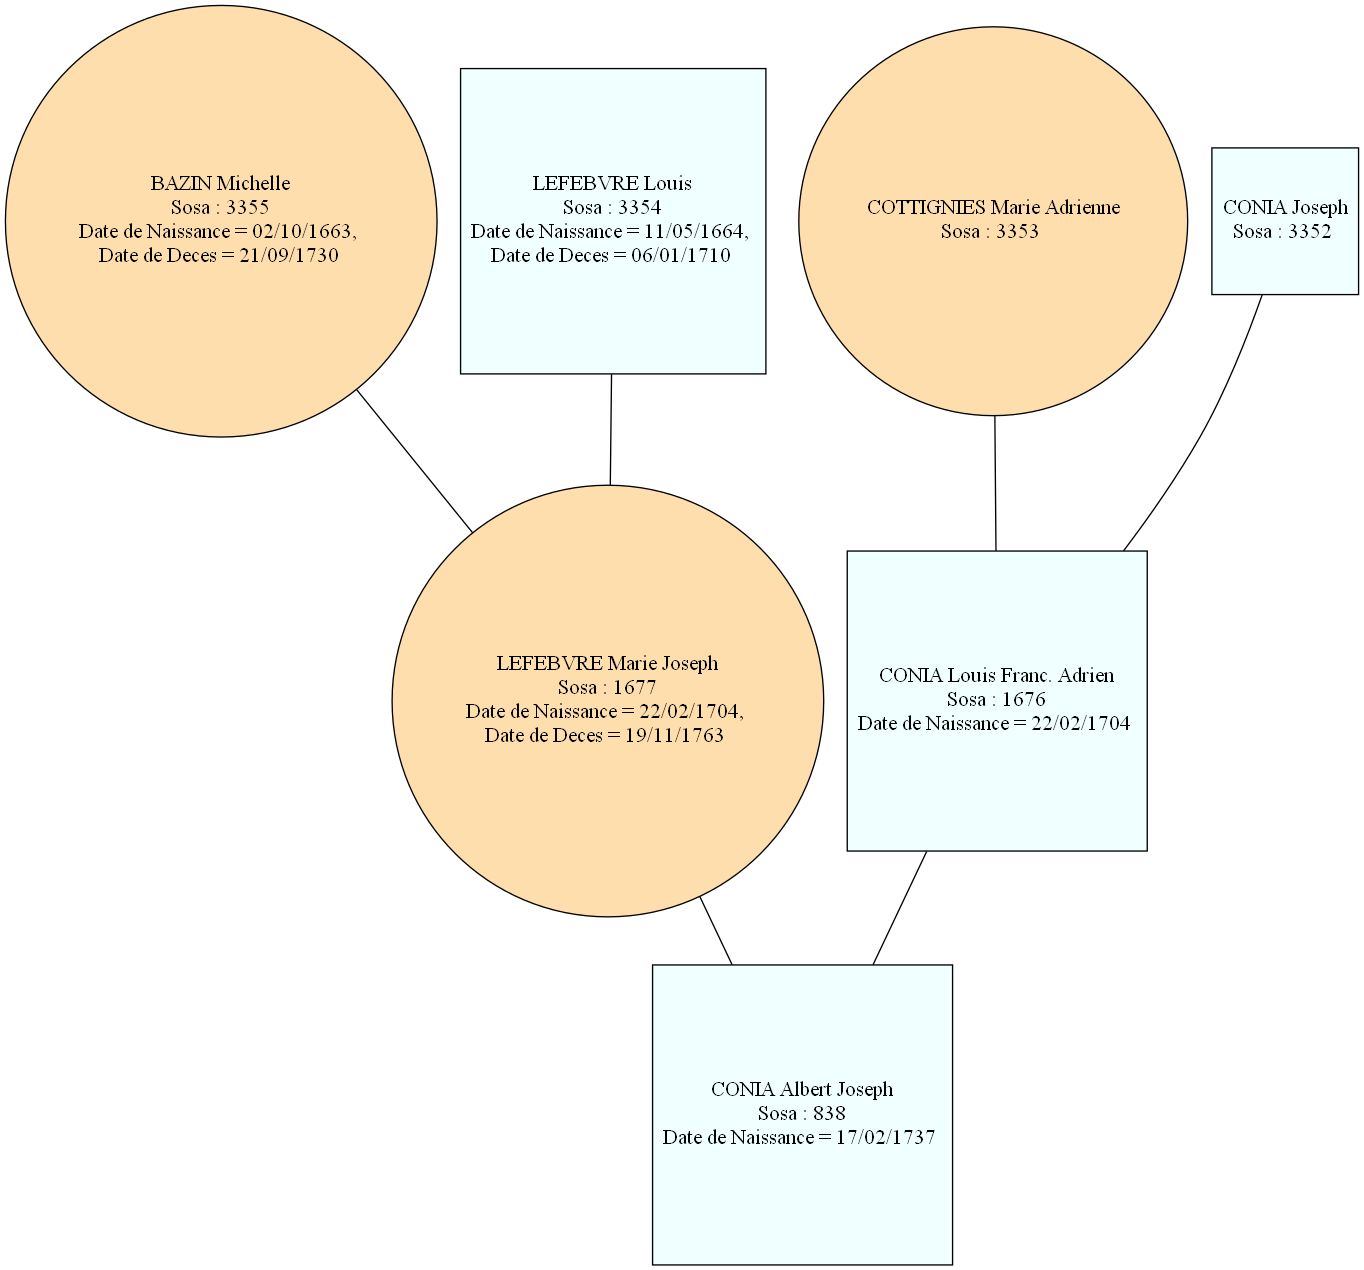 BAZIN Michelle
Sosa : 3355
Date de Naissance = 02/10/1663,
Date de Deces = 21/09/1730
LEFEBVRE Louis
Sosa : 3354
Date de Naissance = 11/05/1664,
Date de Deces = 06/01/1710
COTTIGNIES Marie Adrienne
Sosa : 3353
CONIA Joseph
Sosa : 3352
LEFEBVRE Marie Joseph
Sosa : 1677
Date de Naissance = 22/02/1704,
Date de Deces = 19/11/1763
CONIA Louis Franc. Adrien
Sosa : 1676
Date de Naissance = 22/02/1704
CONIA Albert Joseph
Sosa : 838
Date de Naissance = 17/02/1737